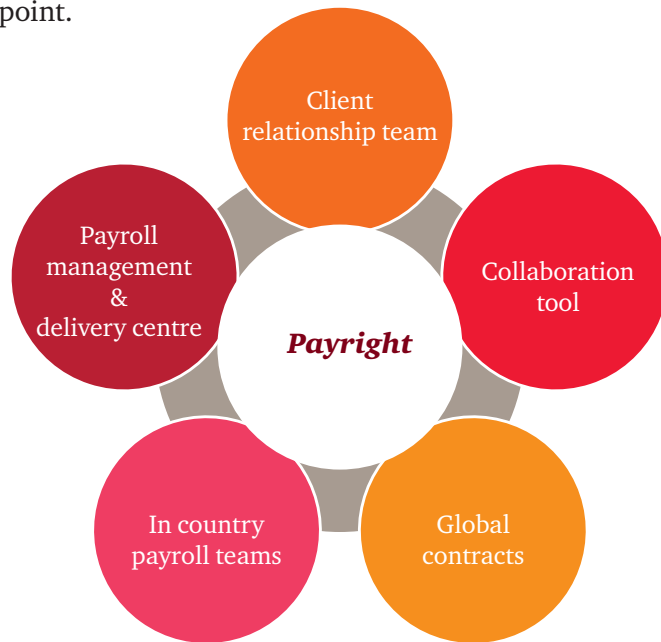 point.
Client
relationship team
Payroll
management
&
delivery centre
Collaboration
tool
Payright
In country
payroll teams
Global
contracts